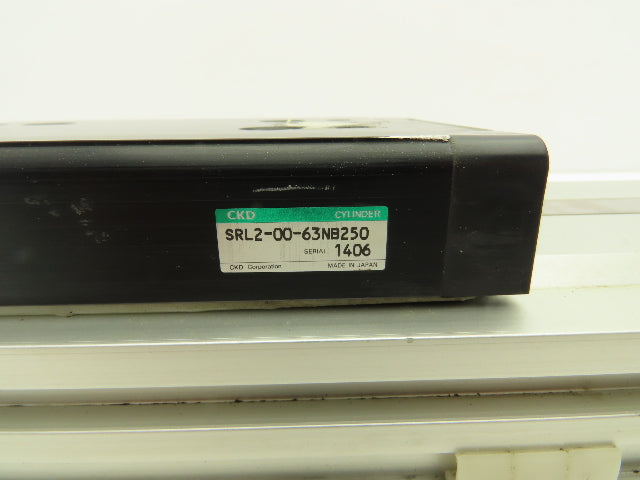 CKD CYLINDER
SRL2-00-63NB250
SERIAL 1406
CKD Corporation MADE IN JAPAN